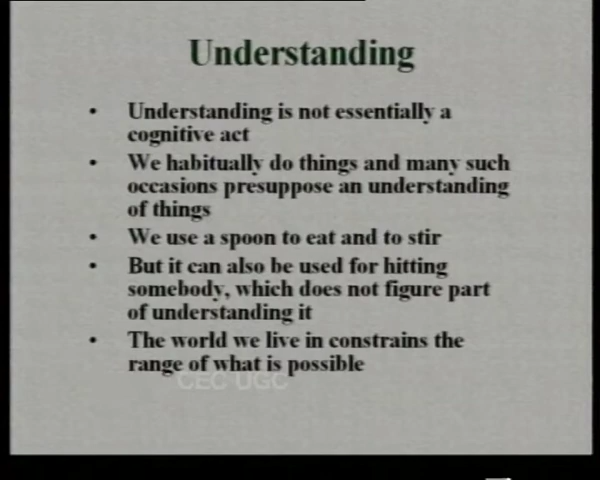 Understanding
• Understanding is not essentially a
cognitive act
• We habitually do things and many such
occasions presuppose an understanding
of things
• We use a spoon to eat and to stir
• But it can also be used for hitting
somebody, which does not figure part
of understanding it
• The world we live in constrains the
range of what is possible
CEC UGC